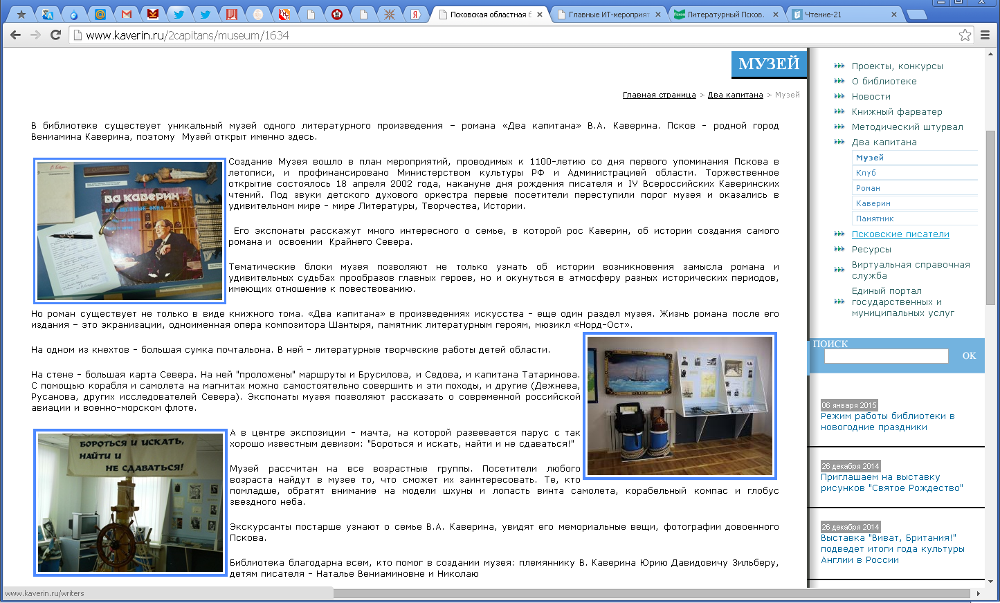 Псковская областная б
Главные ИТ-мероприят
Литературный Псков.
Чтение-21
www.kaverin.ru/2capitans/museum/1634
МУЗЕЙ
Главная страница > Два капитана > Музей
В библиотеке существует уникальный музей одного литературного произведения – романа «Два капитана» В.А. Каверина. Псков - родной город
Вениамина Каверина, поэтому Музей открыт именно здесь.
Создание Музея вошло в план мероприятий, проводимых к 1100-летию со дня первого упоминания Пскова в
летописи, и профинансировано Министерством культуры РФ и Администрацией области. Торжественное
открытие состоялось 18 апреля 2002 года, накануне дня рождения писателя и IV Всероссийских Каверинских
чтений. Под звуки детского духового оркестра первые посетители переступили порог музея и оказались в
удивительном мире - мире Литературы, Творчества, Истории.
Его экспонаты расскажут много интересного о семье, в которой рос Каверин, об истории создания самого
романа и освоении Крайнего Севера.
Тематические блоки музея позволяют не только узнать об истории возникновения замысла романа и
удивительных судьбах прообразов главных героев, но и окунуться в атмосферу разных исторических периодов,
имеющих отношение к повествованию.
ВА КАВЕРИН
Но роман существует не только в виде книжного тома. «Два капитана» в произведениях искусства - еще один раздел музея. Жизнь романа после его
издания – это экранизации, одноименная опера композитора Шантыря, памятник литературным героям, мюзикл «Норд-Ост».
На одном из кнехтов - большая сумка почтальона. В ней - литературные творческие работы детей области.
На стене - большая карта Севера. На ней "проложены" маршруты и Брусилова, и Седова, и капитана Татаринова.
С помощью корабля и самолета на магнитах можно самостоятельно совершить и эти походы, и другие (Дежнева,
Русанова, других исследователей Севера). Экспонаты музея позволяют рассказать о современной российской
авиации и военно-морском флоте.
А в центре экспозиции - мачта, на которой развевается парус с так
хорошо известным девизом: "Бороться и искать, найти и не сдаваться!"
БОРОТЬСЯ И ИСКАТЬ,
НАЙТИ И
НЕ СДАВАТЬСЯ!
Музей рассчитан на все возрастные группы. Посетители любого
возраста найдут в музее то, что сможет их заинтересовать. Те, кто
помладше, обратят внимание на модели шхуны и лопасть винта самолета, корабельный компас и глобус
звездного неба.
Экскурсанты постарше узнают о семье В.А. Каверина, увидят его мемориальные вещи, фотографии довоенного
Пскова.
Библиотека благодарна всем, кто помог в создании музея: племяннику В. Каверина Юрию Давидовичу Зильберу,
детям писателя - Наталье Вениаминовне и Николаю
Проекты, конкурсы
О библиотеке
Новости
Книжный фарватер
Методический штурвал
Два капитана
Музей
Клуб
Роман
Каверин
Памятник
Псковские писатели
Ресурсы
Виртуальная справочная
служба
Единый портал
государственных и
муниципальных услуг
ПОИСК
ОК
06 января 2015
Режим работы библиотеки в
новогодние праздники
26 декабря 2014
Приглашаем на выставку
рисунков "Святое Рождество"
26 декабря 2014
Выставка "Виват, Британия!"
подведет итоги года культуры
Англии в России
www.kaverin.ru/writers